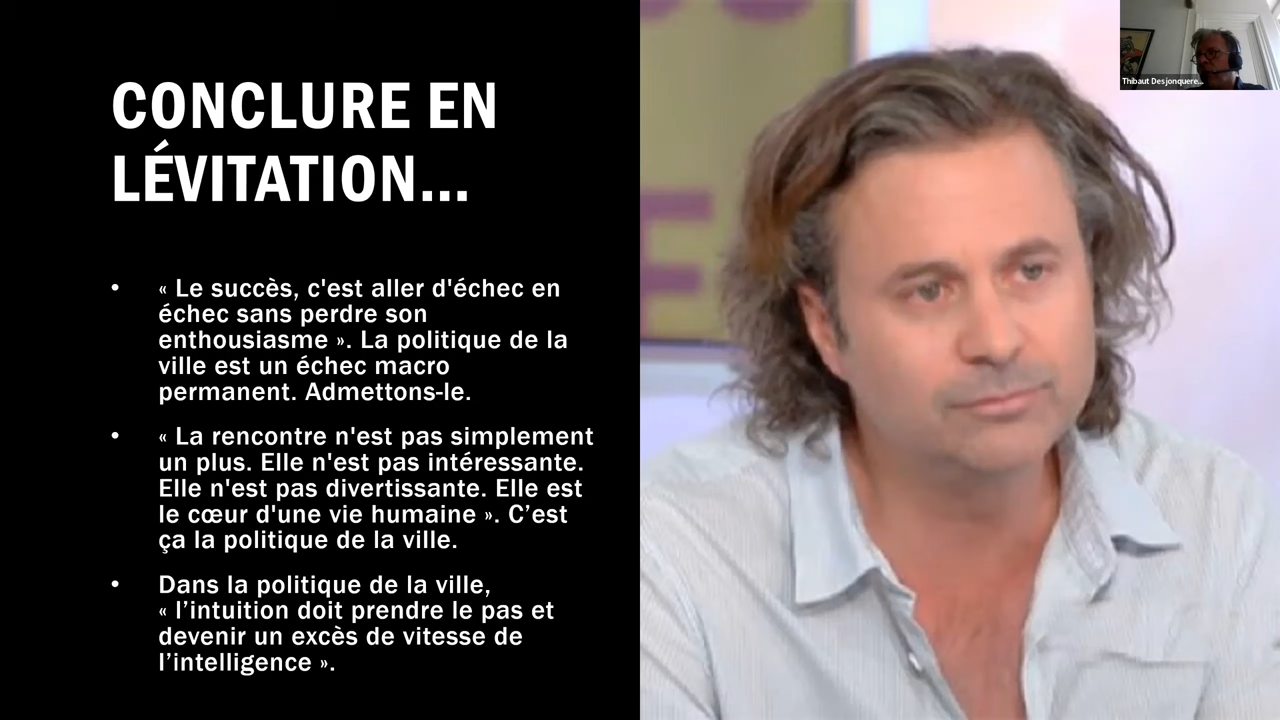 CONCLURE EN
LÉVITATION...
• « Le succès, c'est aller d'échec en
échec sans perdre son
enthousiasme ». La politique de la
ville est un échec macro
permanent. Admettons-le.
• « La rencontre n'est pas simplement
un plus. Elle n'est pas intéressante.
Elle n'est pas divertissante. Elle est
le cœur d'une vie humaine ». C’est
ça la politique de la ville.
• Dans la politique de la ville,
« l’intuition doit prendre le pas et
devenir un excès de vitesse de
l’intelligence ».
Thibaut Desjonquere...